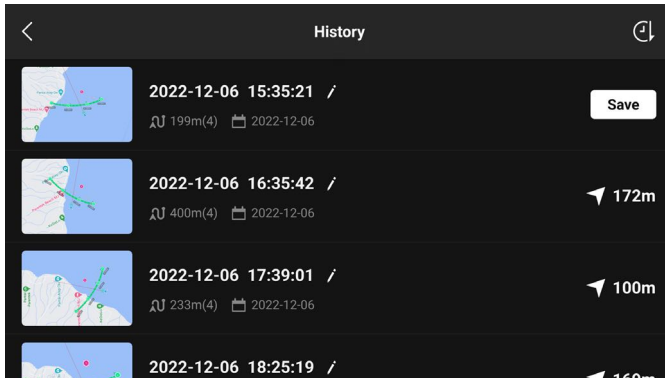 History
2022-12-06 15:35:21
199m(4) 2022-12-06
Save
2022-12-06 16:35:42
400m(4) 2022-12-06
172m
2022-12-06 17:39:01
233m(4) 2022-12-06
100m
2022-12-06 18:25:19